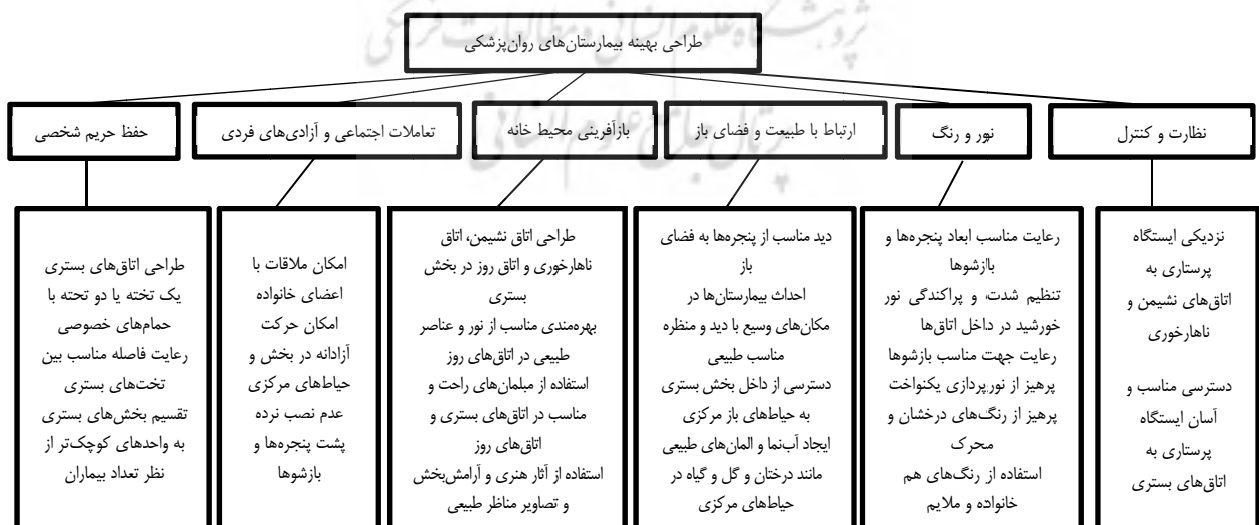 پژوهشگاه علوم انسانی و مطالعات فرهنگی
طراحی بهینه بیمارستان‌های روان‌پزشکی
پرتال جامع علوم انسانی
نظارت و کنترل
نور و رنگ
ارتباط با طبیعت و فضای باز
بازآفرینی محیط خانه
تعاملات اجتماعی و آزادی‌های فردی
حفظ حریم شخصی
نزدیکی ایستگاه
پرستاری به
اتاق‌های نشیمن و
ناهارخوری
دسترسی مناسب و
آسان ایستگاه
پرستاری به
اتاق‌های بستری
رعایت مناسب ابعاد پنجره‌ها و
بازشوها
تنظیم شدت و پراکندگی نور
خورشید در داخل اتاق‌ها
رعایت جهت مناسب بازشوها
پرهیز از نورپردازی یکنواخت
پرهیز از رنگ‌های درخشان و
محرک
استفاده از رنگ‌های هم
خانواده و ملایم
دید مناسب از پنجره‌ها به فضای
باز
احداث بیمارستان‌ها در
مکان‌های وسیع با دید و منظره
مناسب طبیعی
دسترسی از داخل بخش بستری
به حیاط‌های باز مرکزی
ایجاد آب‌نما و المان‌های طبیعی
مانند درختان و گل و گیاه در
حیاط‌های مرکزی
طراحی اتاق نشیمن، اتاق
ناهارخوری و اتاق روز در بخش
بستری
بهره‌مندی مناسب از نور و عناصر
طبیعی در اتاق‌های روز
استفاده از مبلمان‌های راحت و
مناسب در اتاق‌های بستری و
اتاق‌های روز
استفاده از آثار هنری و آرامش‌بخش
و تصاویر مناظر طبیعی
امکان ملاقات با
اعضای خانواده
امکان حرکت
آزادانه در بخش و
حیاط‌های مرکزی
عدم نصب نرده
پشت پنجره‌ها و
بازشوها
طراحی اتاق‌های بستری
یک تخته یا دو تحته با
حمام‌های خصوصی
رعایت فاصله مناسب بین
تخت‌های بستری
تقسیم بخش‌های بستری
به واحدهای کوچک‌تر از
نظر تعداد بیماران